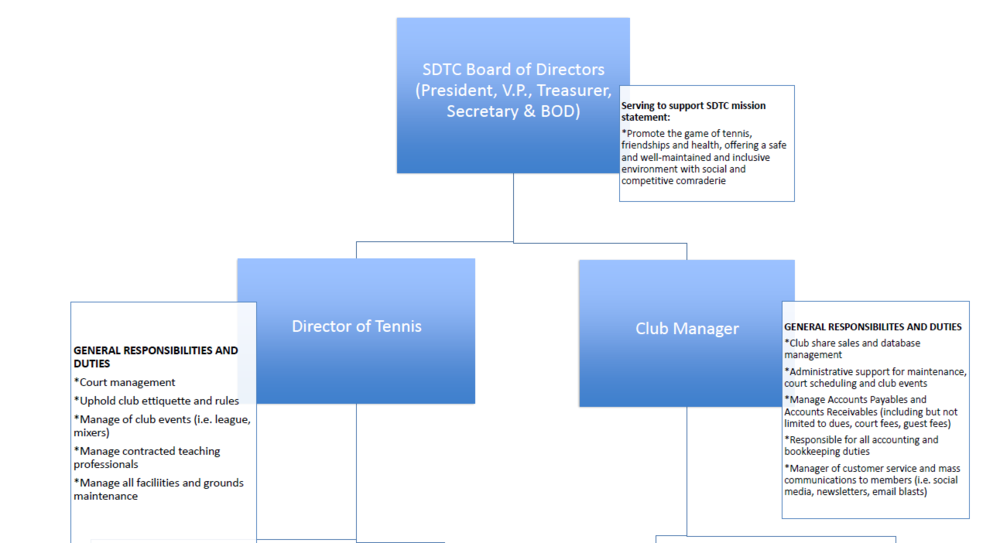 SDTC Board of Directors
(President, V.P., Treasurer,
Secretary & BOD)
Serving to support SDTC mission
statement:
*Promote the game of tennis,
friendships and health, offering a safe
and well-maintained and inclusive
environment with social and
competitive comraderie
Director of Tennis
GENERAL RESPONSIBILITIES AND
DUTIES
*Court management
*Uphold club ettiquette and rules
*Manage of club events (i.e. league,
mixers)
*Manage contracted teaching
professionals
*Manage all faciliities and grounds
maintenance
Club Manager
GENERAL RESPONSIBILITES AND DUTIES
*Club share sales and database
management
*Administrative support for maintenance,
court scheduling and club events
*Manage Accounts Payables and
Accounts Receivables (including but not
limited to dues, court fees, guest fees)
*Responsible for all accounting and
bookkeeping duties
*Manager of customer service and mass
communications to members (i.e. social
media, newsletters, email blasts)